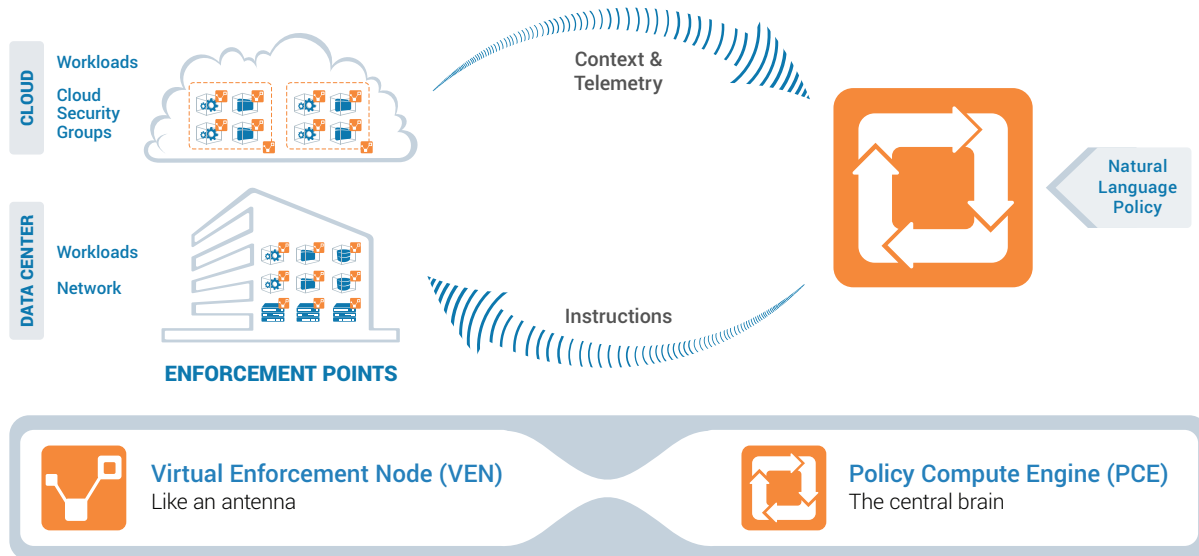 CLOUD
Workloads
Cloud
Security
Groups
Context &
Telemetry
Natural
Language
Policy
DATA CENTER
Workloads
Network
Instructions
ENFORCEMENT POINTS
Virtual Enforcement Node (VEN)
Like an antenna
Policy Compute Engine (PCE)
The central brain